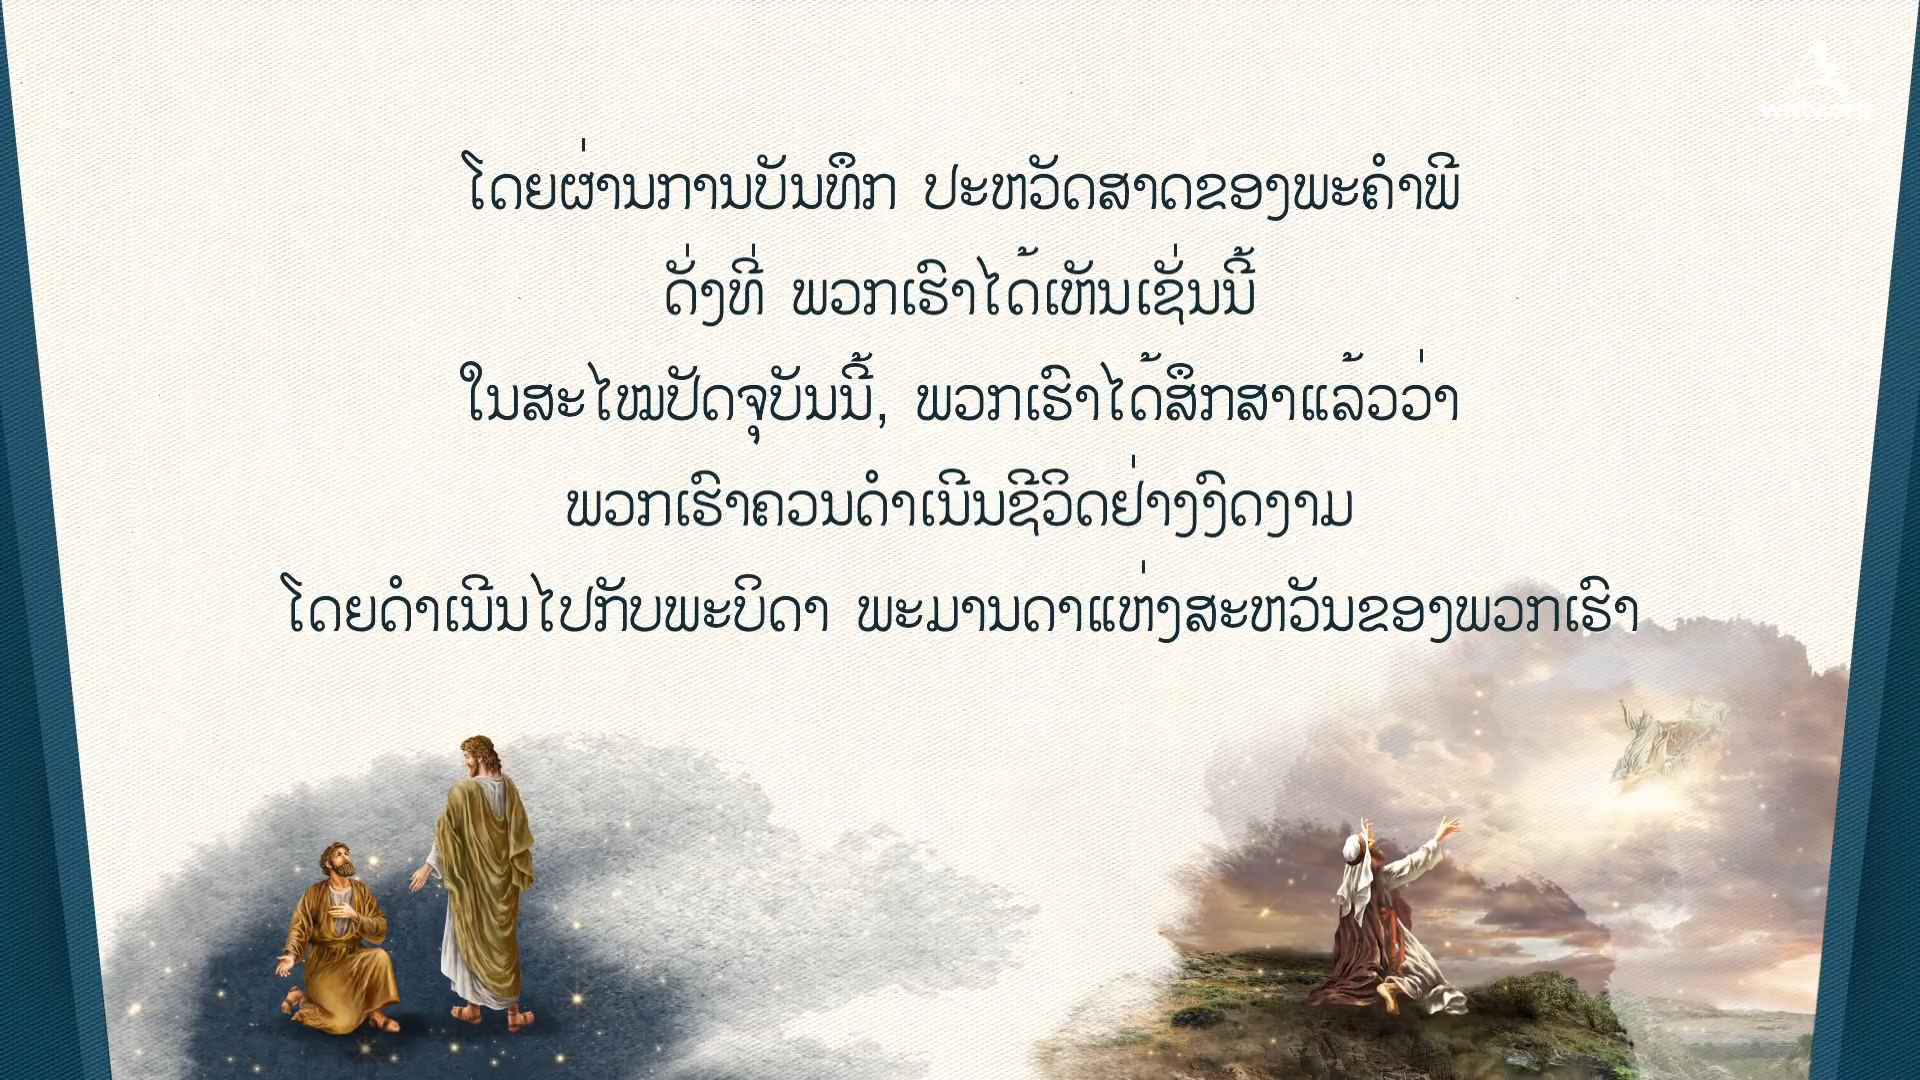 ໂດຍຜ່ານການບັນທຶກ ປະຫວັດສາດຂອງພະຄຳພີ
ດັ່ງທີ່ ພວກເຮົາໄດ້ເຫັນເຊັ່ນນີ້
ໃນສະໄໝປັດຈຸບັນນີ້, ພວກເຮົາໄດ້ສຶກສາແລ້ວວ່າ
ພວກເຮົາຄວນດຳເນີນຊີວິດຢ່າງງົດງາມ
ໂດຍດຳເນີນໄປກັບພະບິດາ ພະມານດາແຫ່ງສະຫວັນຂອງພວກເຮົາ